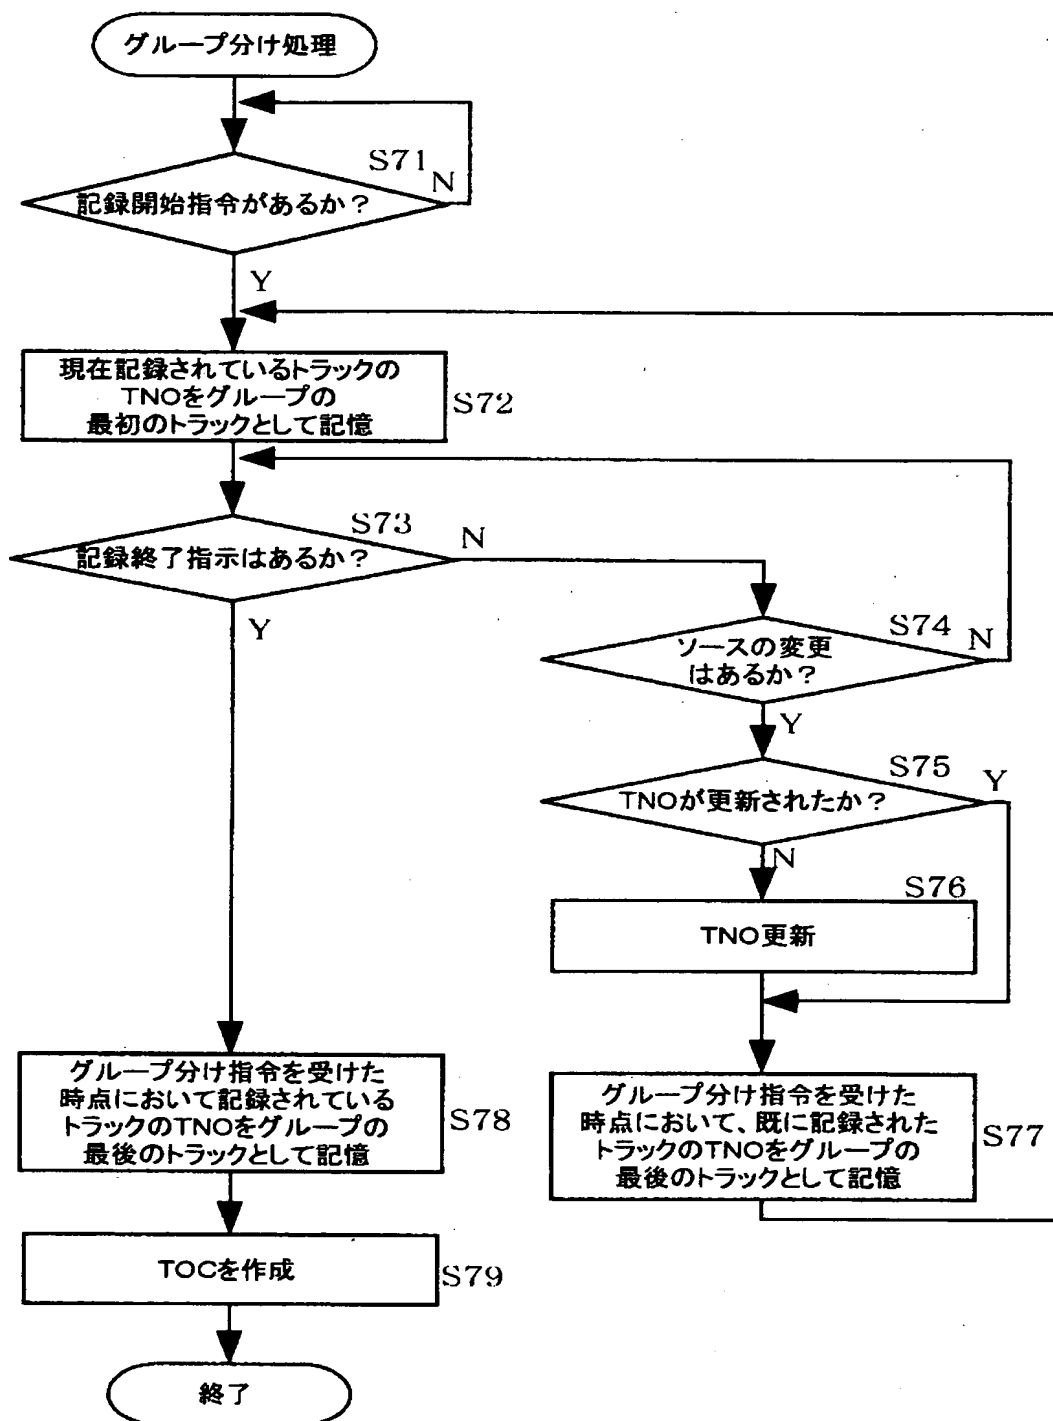 グループ分け処理
S71
記録開始指令があるか？
N
Y
現在記録されているトラックの
TNOをグループの
最初のトラックとして記憶
S72
S73
記録終了指示はあるか？
N
Y
S74
ソースの変更
はあるか？
N
Y
S75
TNOが更新されたか？
Y
N
S76
TNO更新
グループ分け指令を受けた
時点において、既に記録された
トラックのTNOをグループの
最後のトラックとして記憶
S77
グループ分け指令を受けた
時点において記録されている
トラックのTNOをグループの
最後のトラックとして記憶
S78
TOCを作成
S79
終了